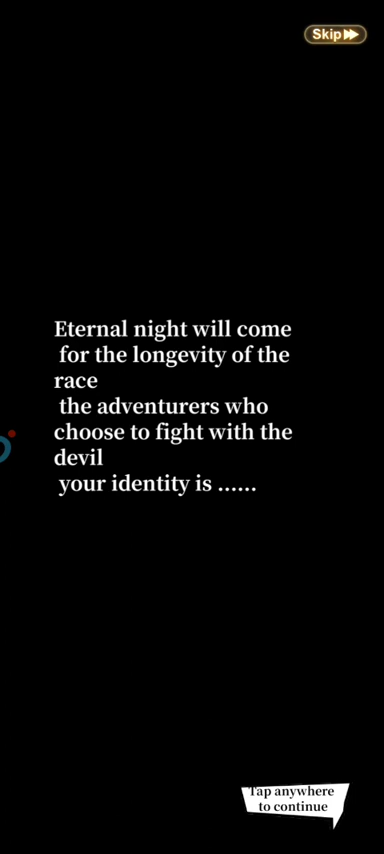 Skip
Eternal night will come
for the longevity of the
race
the adventurers who
choose to fight with the
devil
your identity is ......
Tap anywhere
to continue